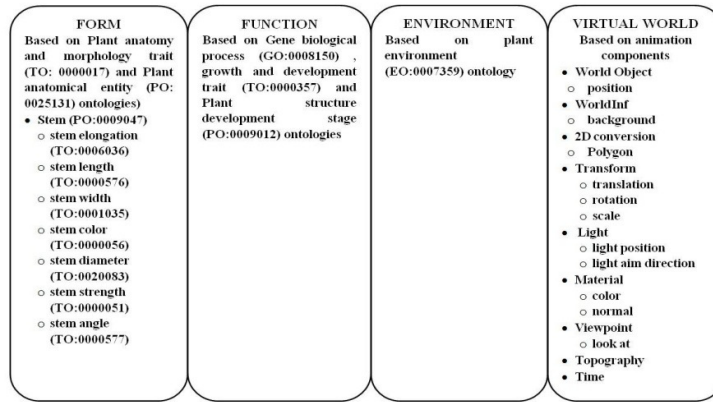 FORM
Based on Plant anatomy
and morphology trait
(TO: 0000017) and Plant
anatomical entity (PO:
0025131) ontologies)
• Stem (PO:0009047)
o stem elongation
(TO:0006036)
o stem length
(TO:0000576)
o stem width
(TO:0001035)
o stem color
(TO:0000056)
o stem diameter
(TO:0020083)
o stem strength
(TO:0000051)
o stem angle
(TO:0000577)
FUNCTION
Based on Gene biological
process (GO:0008150) ,
growth and development
trait (TO:0000357) and
Plant structure
development stage
(PO:0009012) ontologies
ENVIRONMENT
Based on plant
environment
(EO:0007359) ontology
VIRTUAL WORLD
Based on animation
components
• World Object
o position
• WorldInf
o background
• 2D conversion
o Polygon
• Transform
o translation
o rotation
o scale
• Light
o light position
o light aim direction
• Material
o color
o normal
• Viewpoint
o look at
• Topography
• Time